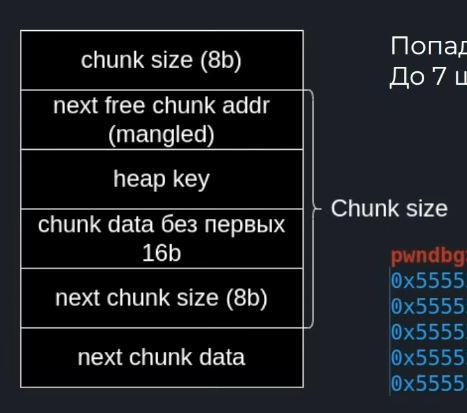 chunk size (8b)
next free chunk addr
(mangled)
heap key
chunk data без первых
16b
next chunk size (8b)
next chunk data
Chunk size
До 7
pwndbg>
0x5555
0x5555
0x5555
0x5555
0x5555